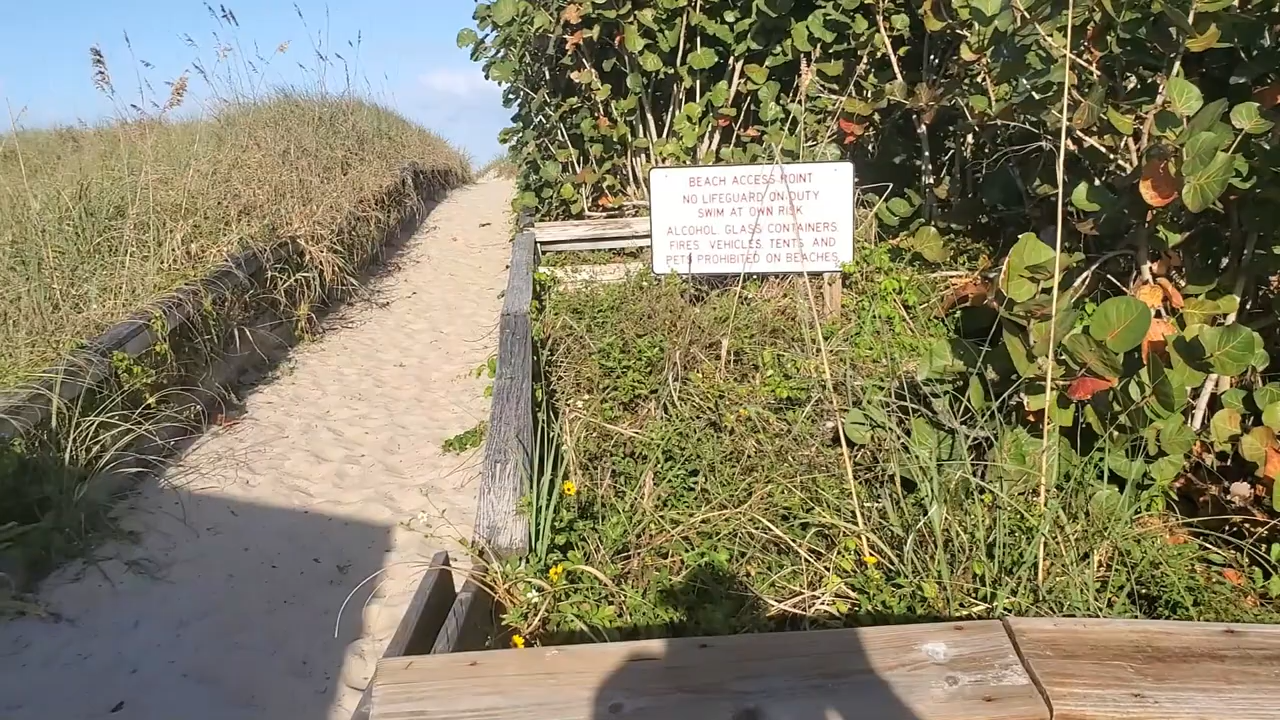 BEACH ACCESS POINT
NO LIFEGUARD ON DUTY
SWIM AT OWN RISK
ALCOHOL GLASS CONTAINERS
FIRES VEHICLES TENTS AND
PETS PROHIBITED ON BEACHES